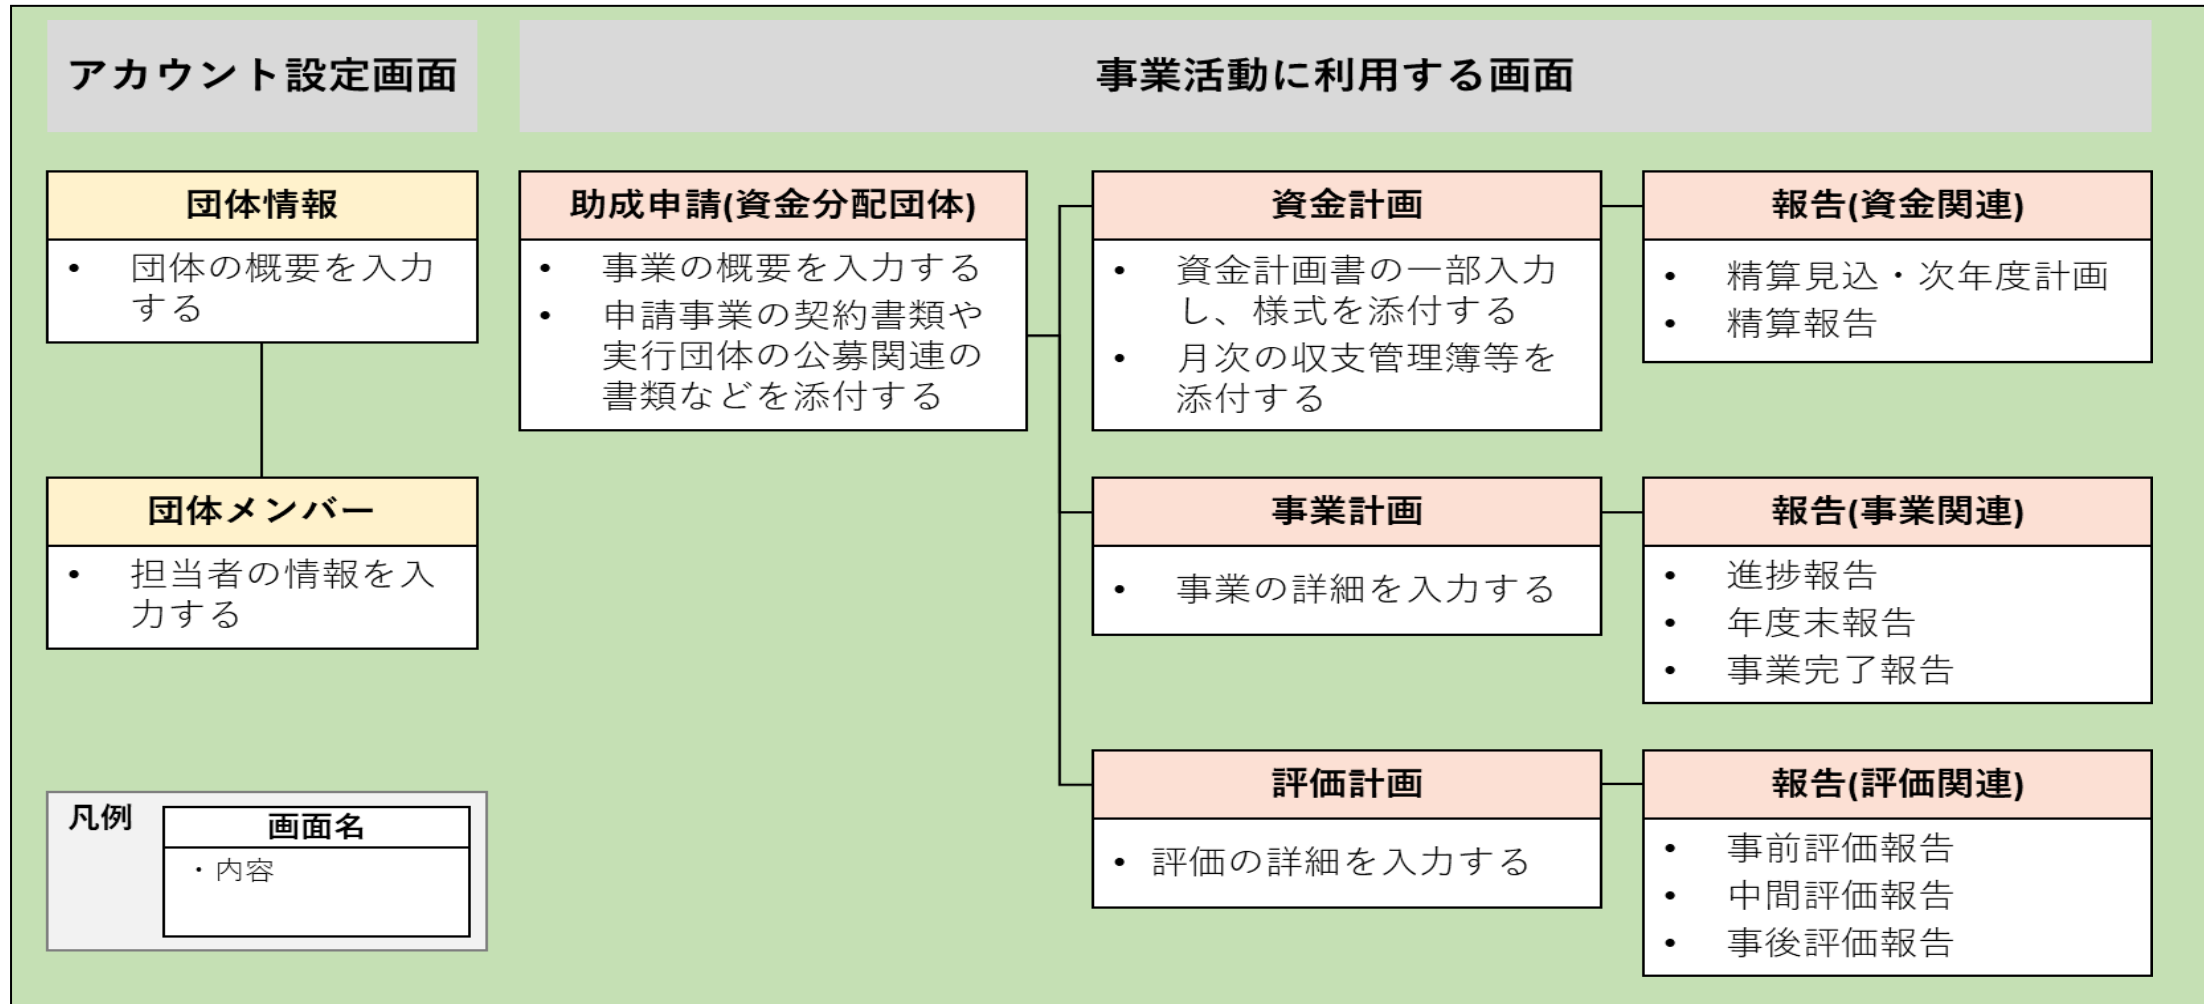 アカウント設定画面
事業活動に利用する画面
団体情報
• 団体の概要を入力
する
団体メンバー
• 担当者の情報を入
力する
助成申請(資金分配団体)
• 事業の概要を入力する
• 申請事業の契約書類や
実行団体の公募関連の
書類などを添付する
資金計画
• 資金計画書の一部入力
し、様式を添付する
• 月次の収支管理簿等を
添付する
報告(資金関連)
• 精算見込・次年度計画
• 精算報告
事業計画
• 事業の詳細を入力する
報告(事業関連)
• 進捗報告
• 年度末報告
• 事業完了報告
評価計画
• 評価の詳細を入力する
報告(評価関連)
• 事前評価報告
• 中間評価報告
• 事後評価報告
凡例
画面名
・内容